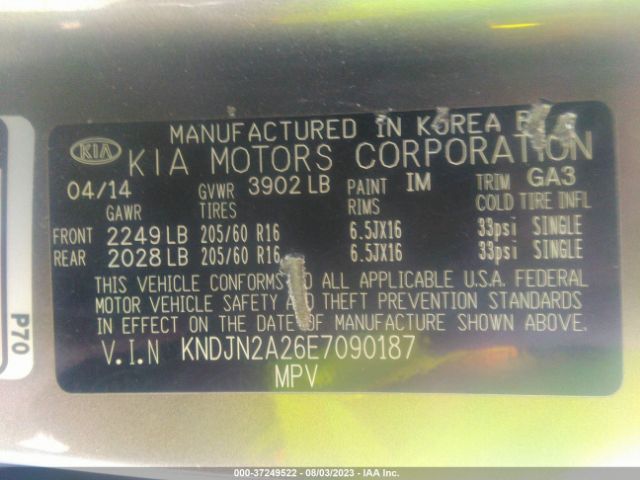 MANUFACTURED IN KOREA
KIA KIA MOTORS CORPORATION
04/14 GVWR 3902 LB PAINT IM TRIM GA3
GAWR TIRES RIMS COLD TIRE INFL
FRONT 2249 LB 205/60 R16 6.5JX16 33psi SINGLE
REAR 2028 LB 205/60 R16 6.5JX16 33psi SINGLE
THIS VEHICLE CONFORMS TO ALL APPLICABLE U.S.A. FEDERAL
MOTOR VEHICLE SAFETY AND THEFT PREVENTION STANDARDS
IN EFFECT ON THE DATE OF MANUFACTURE SHOWN ABOVE.
V.I.N KNDJN2A26E7090187
MPV
P70
000-37249522 - 08/03/2023 - IAA Inc.